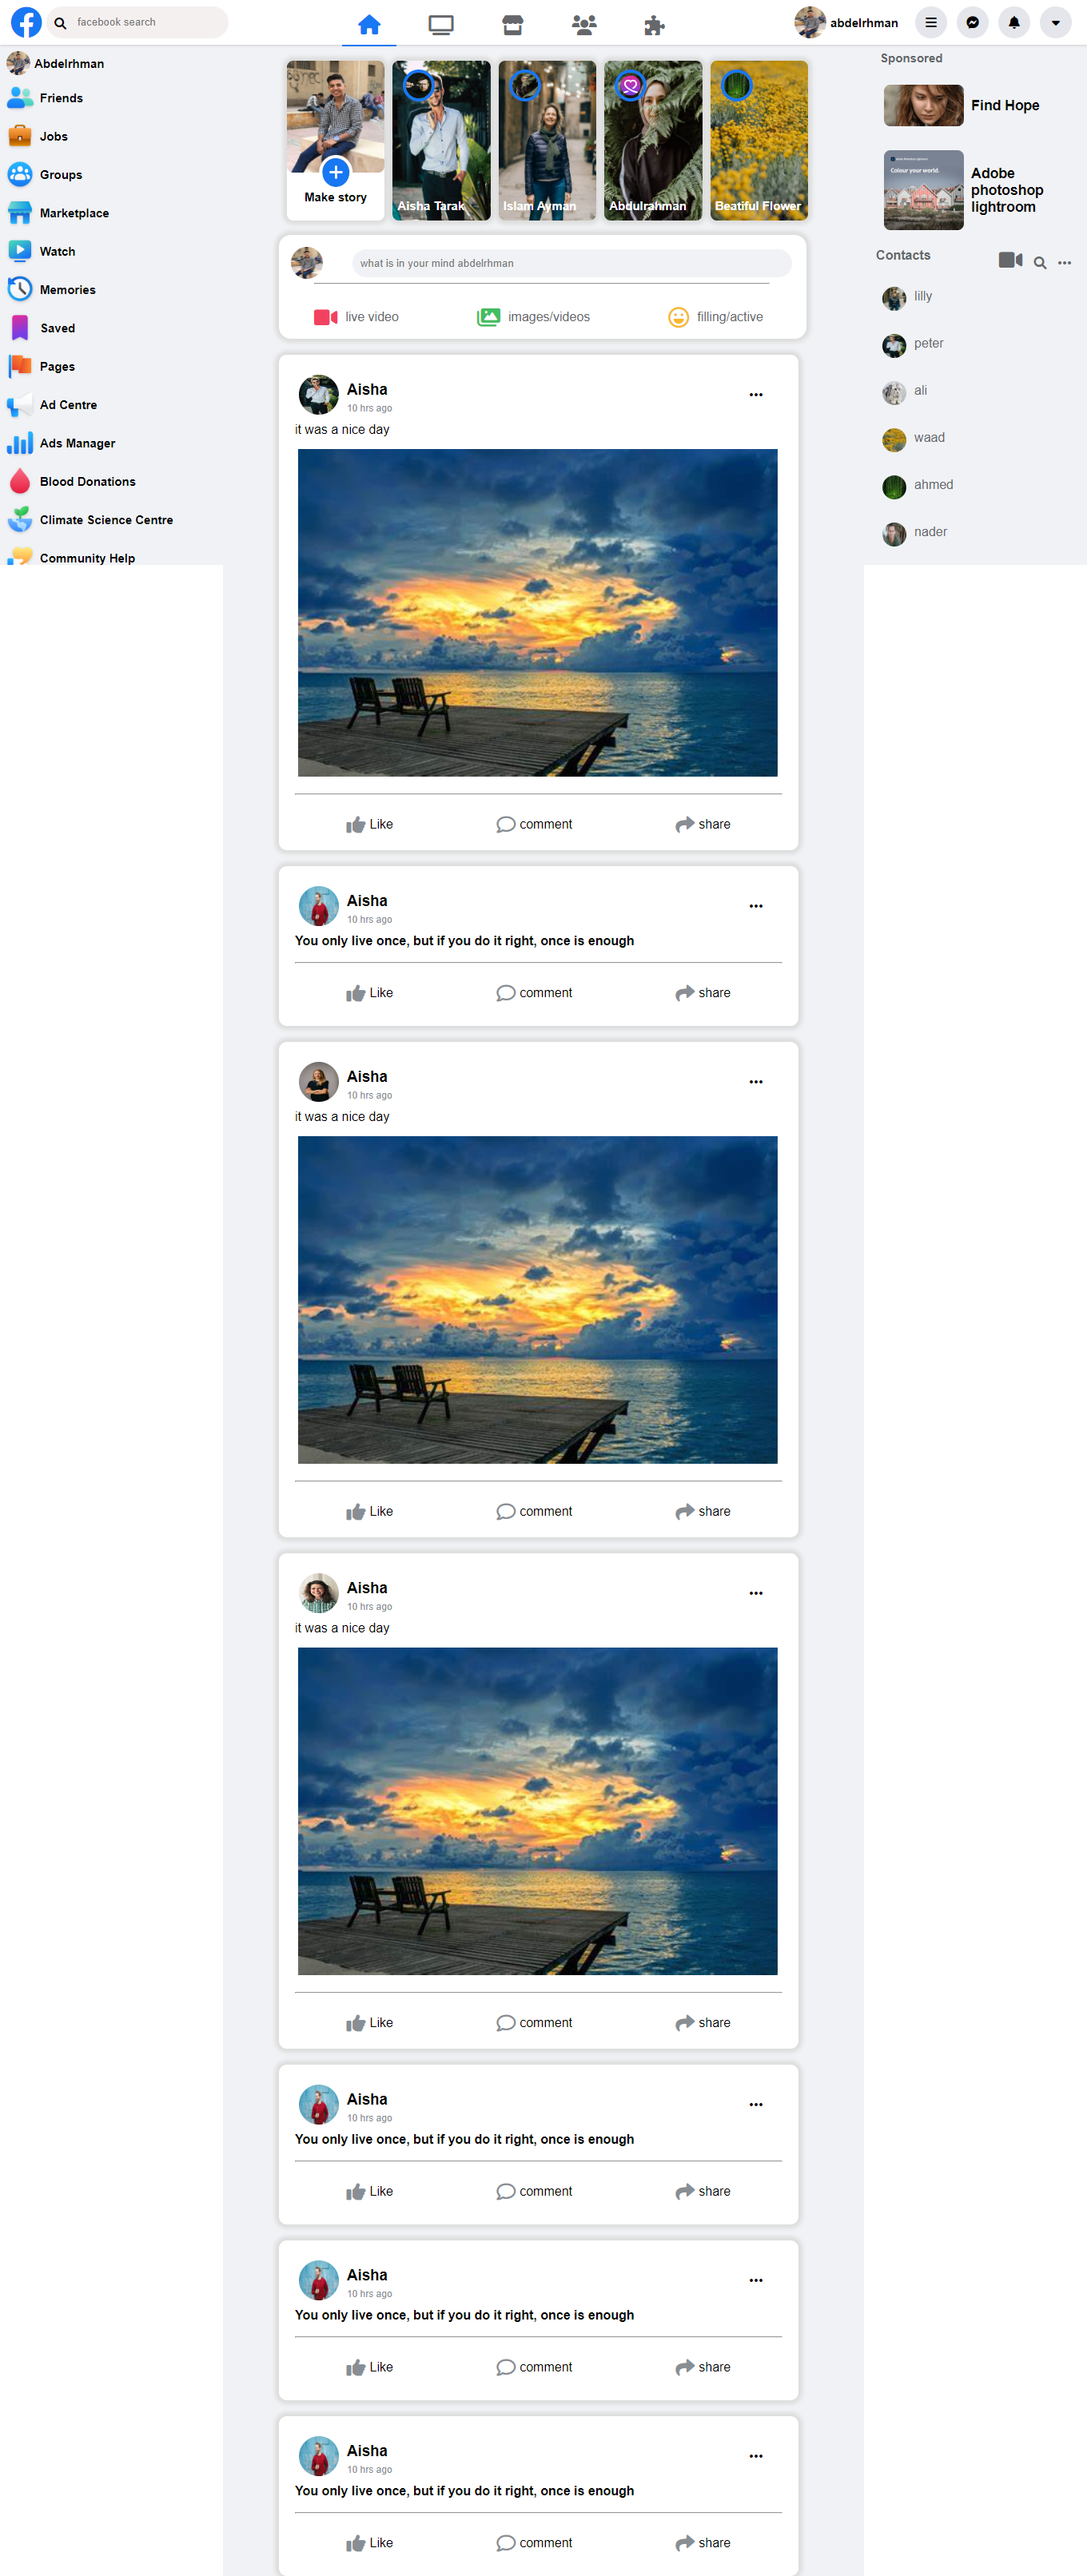 facebook search
abdelrhman
Abdelrhman
Friends
Jobs
Groups
Marketplace
Watch
Memories
Saved
Pages
Ad Centre
Ads Manager
Blood Donations
Climate Science Centre
Community Help
Make story
Aisha Tarak
Islam Ayman
Abdulrahman
Beatiful Flower
what is in your mind abdelrhman
live video
images/videos
filling/active
Aisha
10 hrs ago
it was a nice day
Like comment share
Aisha
10 hrs ago
You only live once, but if you do it right, once is enough
Like comment share
Aisha
10 hrs ago
it was a nice day
Like comment share
Aisha
10 hrs ago
it was a nice day
Like comment share
Aisha
10 hrs ago
You only live once, but if you do it right, once is enough
Like comment share
Aisha
10 hrs ago
You only live once, but if you do it right, once is enough
Like comment share
Aisha
10 hrs ago
You only live once, but if you do it right, once is enough
Like comment share
Sponsored
Find Hope
Colour your world.
Adobe
photoshop
lightroom
Contacts
lilly
peter
ali
waad
ahmed
nader